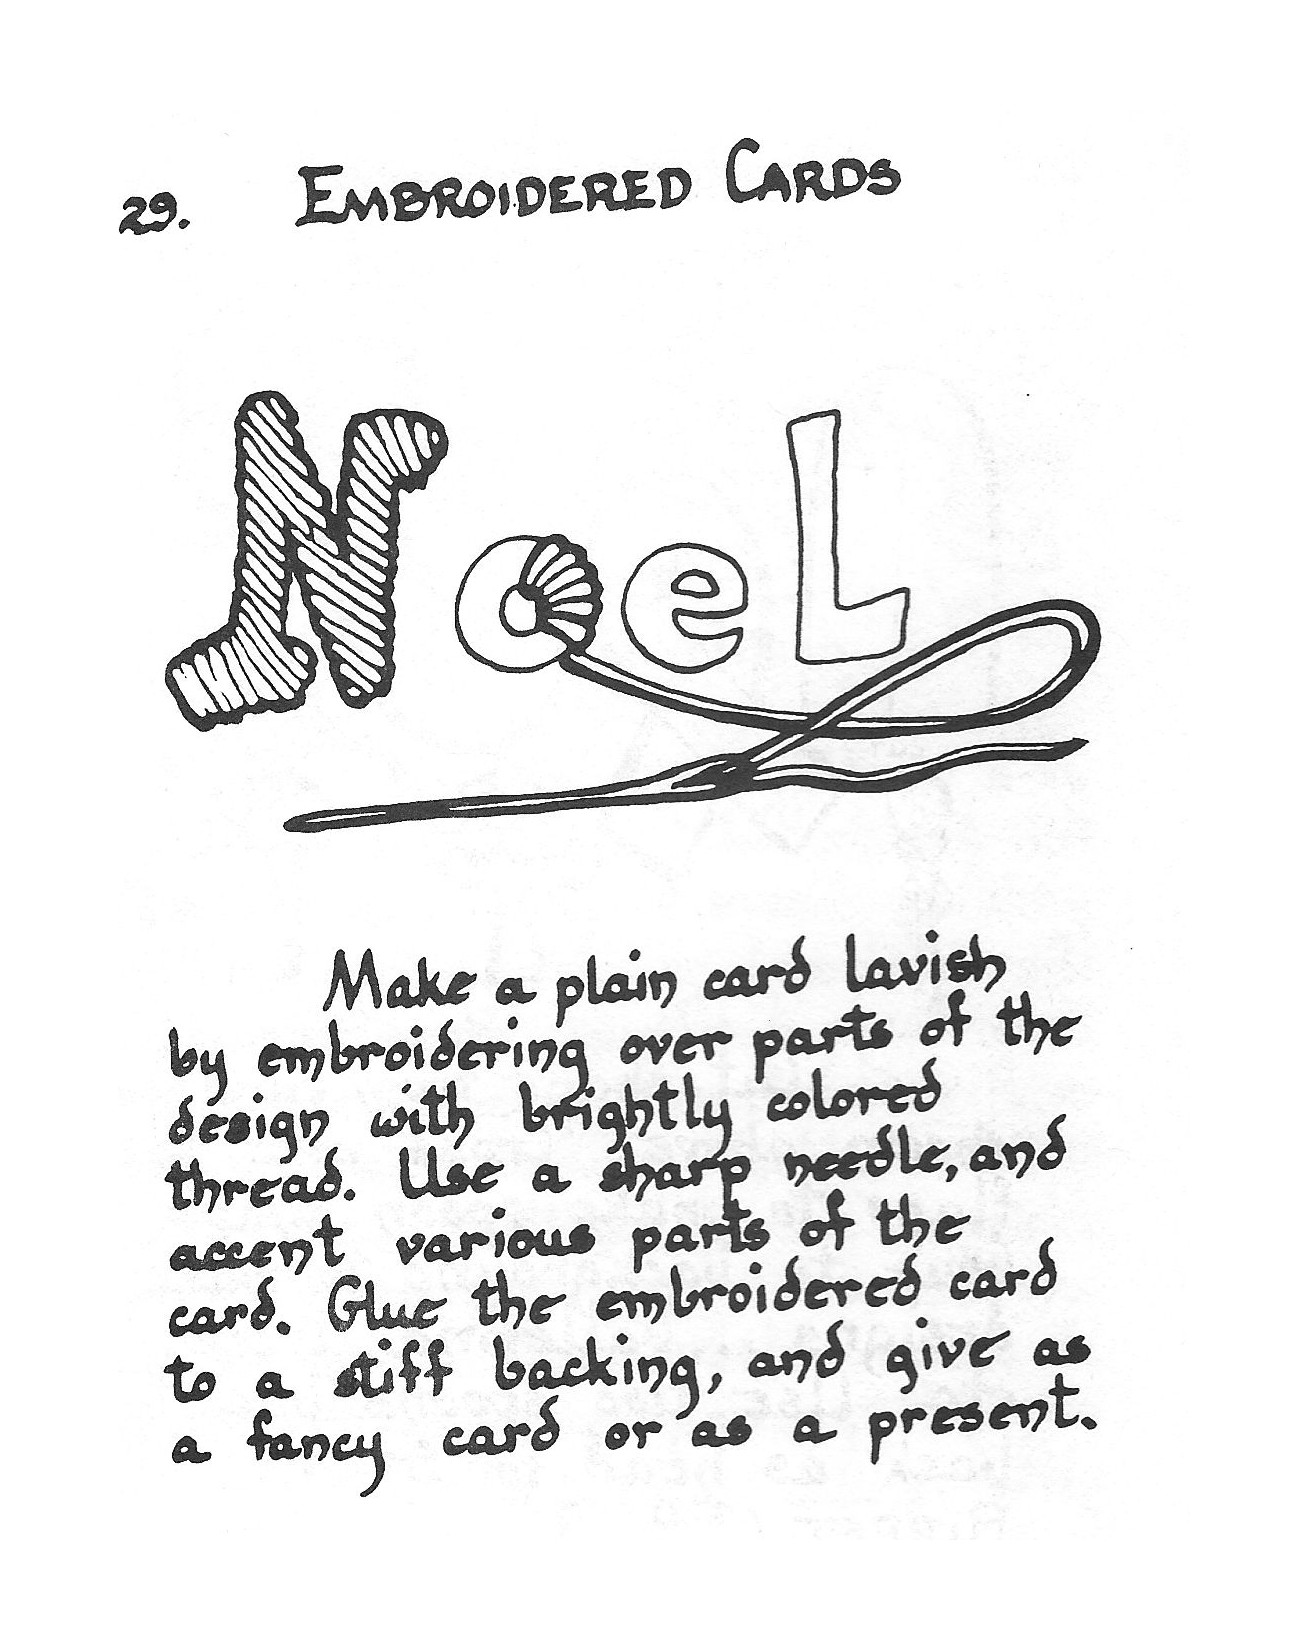 29. EMBROIDERED CARDS
NoeL
Make a plain card lavish
by embroidering over parts of the
design with brightly colored
thread. Use a sharp needle, and
accent various parts of the
card. Glue the embroidered card
to a stiff backing, and give as
a fancy card or as a present.